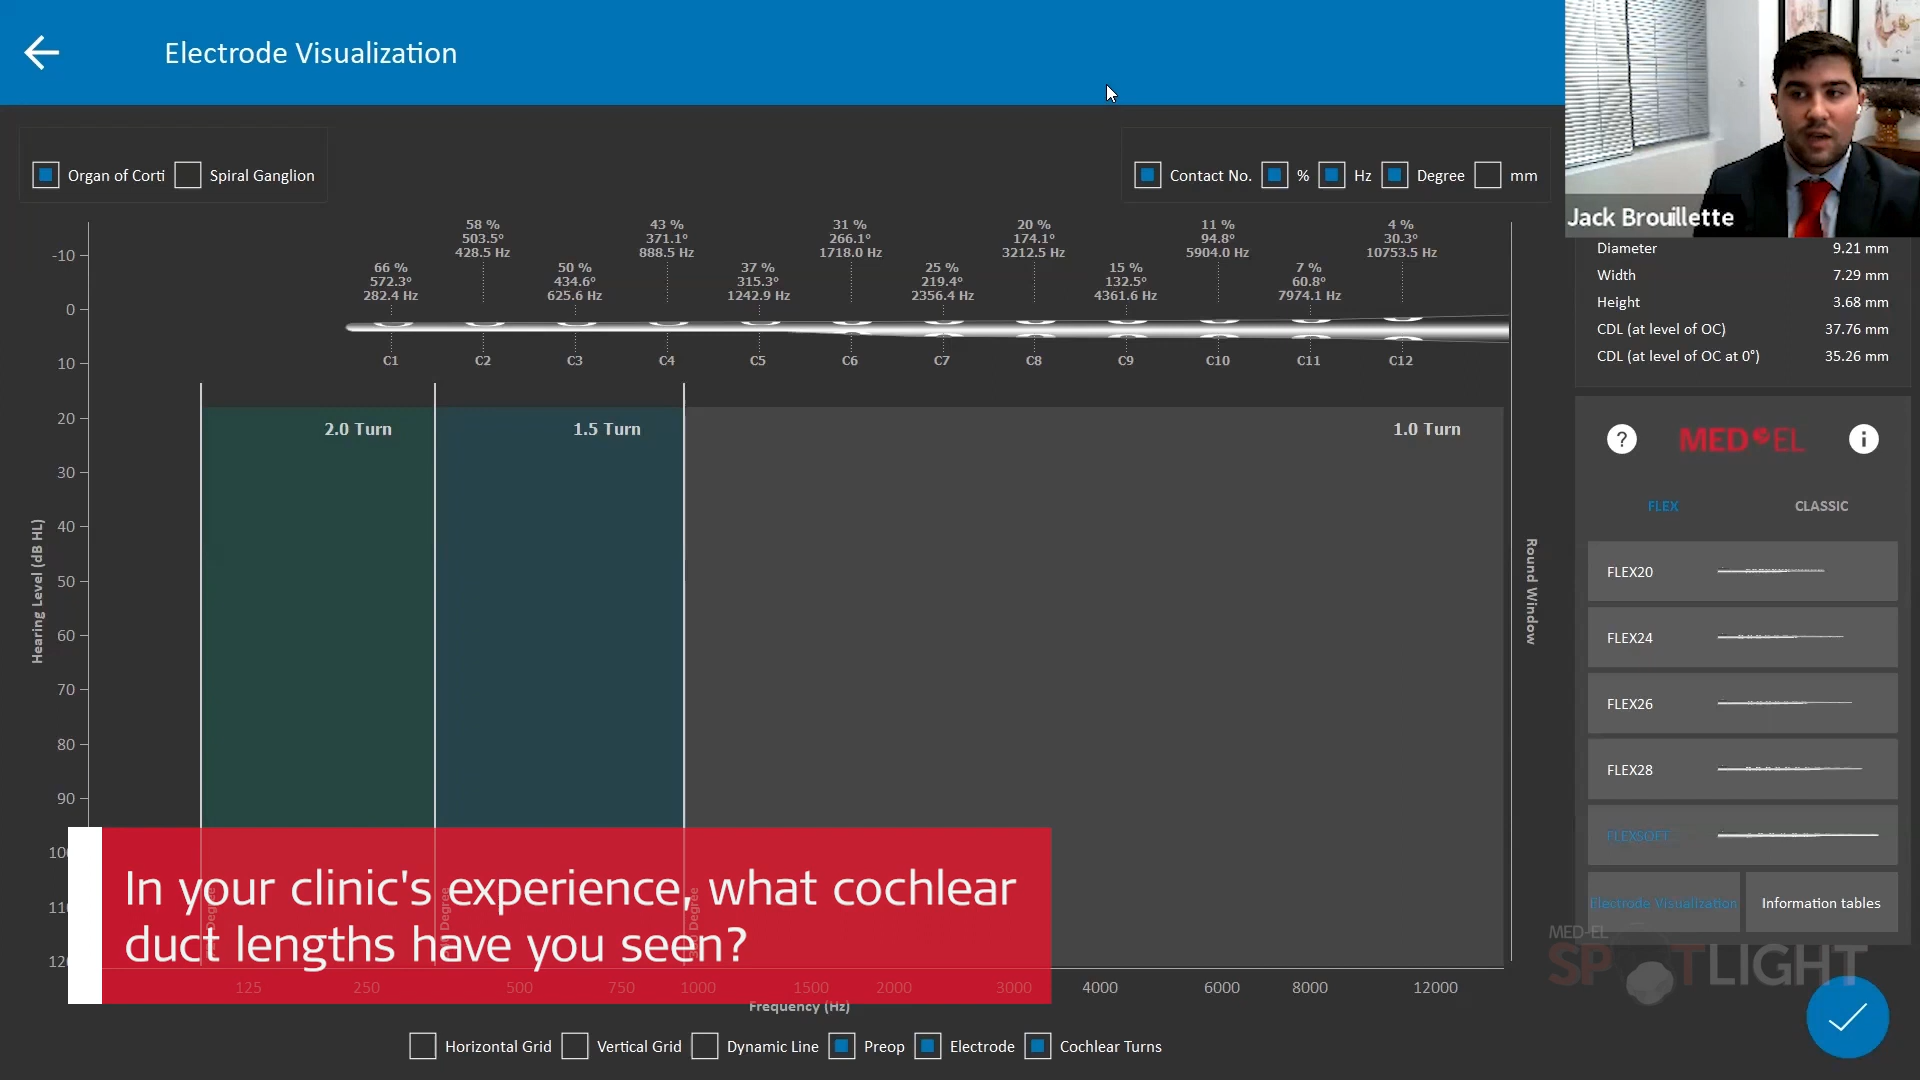 Electrode Visualization
Jack Brouillette
Organ of Corti
Spiral Ganglion
Contact No.
%
Hz
Degree
mm
Diameter 9.21 mm
Width 7.29 mm
Height 3.68 mm
CDL (at level of OC) 37.76 mm
CDL (at level of OC at 0°) 35.26 mm
58 %
503.5°
428.5 Hz
43 %
371.1°
888.5 Hz
31 %
266.1°
1718.0 Hz
20 %
174.1°
3212.5 Hz
11 %
94.8°
5904.0 Hz
4 %
30.3°
10753.5 Hz
66 %
572.3°
282.4 Hz
50 %
434.6°
625.6 Hz
37 %
315.3°
1242.9 Hz
25 %
219.4°
2356.4 Hz
15 %
132.5°
4361.6 Hz
7 %
60.8°
7974.1 Hz
C1 C2 C3 C4 C5 C6 C7 C8 C9 C10 C11 C12
2.0 Turn
1.5 Turn
1.0 Turn
-10
0
10
20
30
40
50
60
70
80
90
Hearing Level (dB HL)
Round Window
? MED-EL i
FLEX
CLASSIC
FLEX20
FLEX24
FLEX26
FLEX28
FLEXSOFT
Electrode Visualization
Information tables
In your clinic's experience, what cochlear
duct lengths have you seen?
MED-EL
SPOTLIGHT
125 250 500 750 1000 1500 2000 3000 4000 6000 8000 12000
Frequency (Hz)
Horizontal Grid
Vertical Grid
Dynamic Line
Preop
Electrode
Cochlear Turns